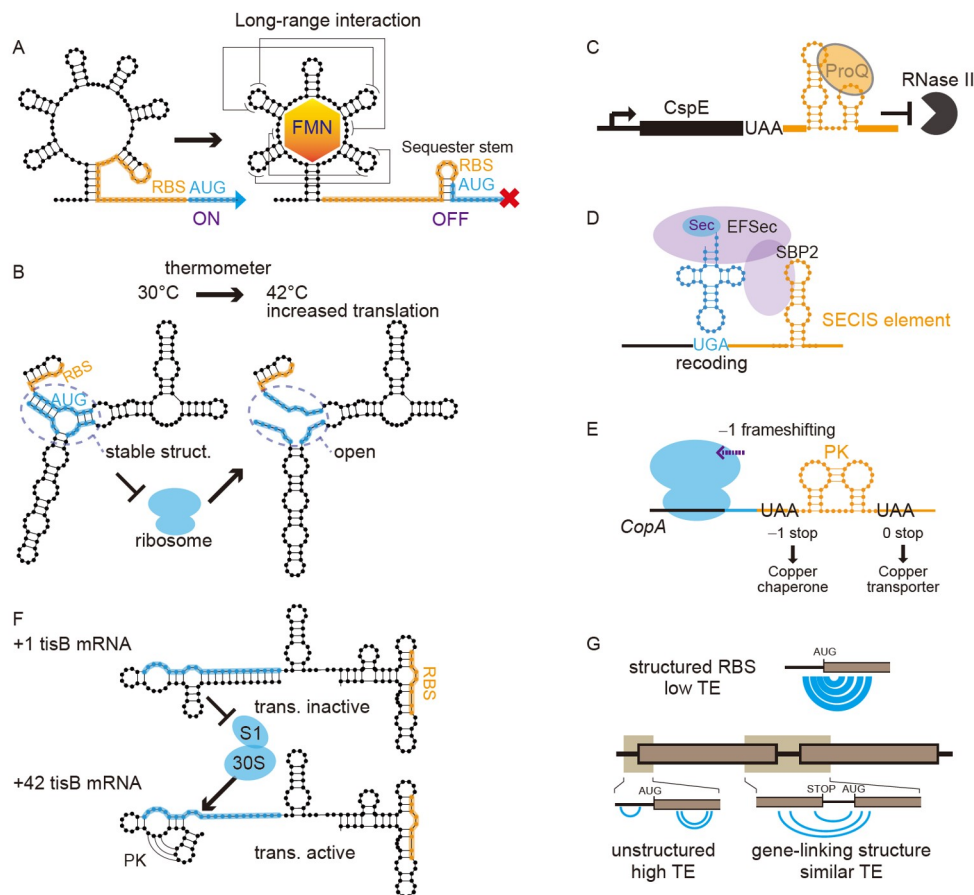 A
Long-range interaction
FMN
Sequester stem
RBS
AUG
RBS AUG
ON
OFF
B
thermometer
30°C
42°C
increased translation
RBS
AUG
stable struct.
open
ribosome
C
CspE
UAA
ProQ
RNase II
D
Sec
EFSec
SBP2
SECIS element
UGA
recoding
E
–1 frameshifting
PK
CopA
UAA
UAA
–1 stop
0 stop
Copper
chaperone
Copper
transporter
F
+1 tisB mRNA
RBS
trans. inactive
S1
30S
+42 tisB mRNA
PK
trans. active
G
structured RBS
low TE
AUG
AUG
STOP AUG
unstructured
high TE
gene-linking structure
similar TE